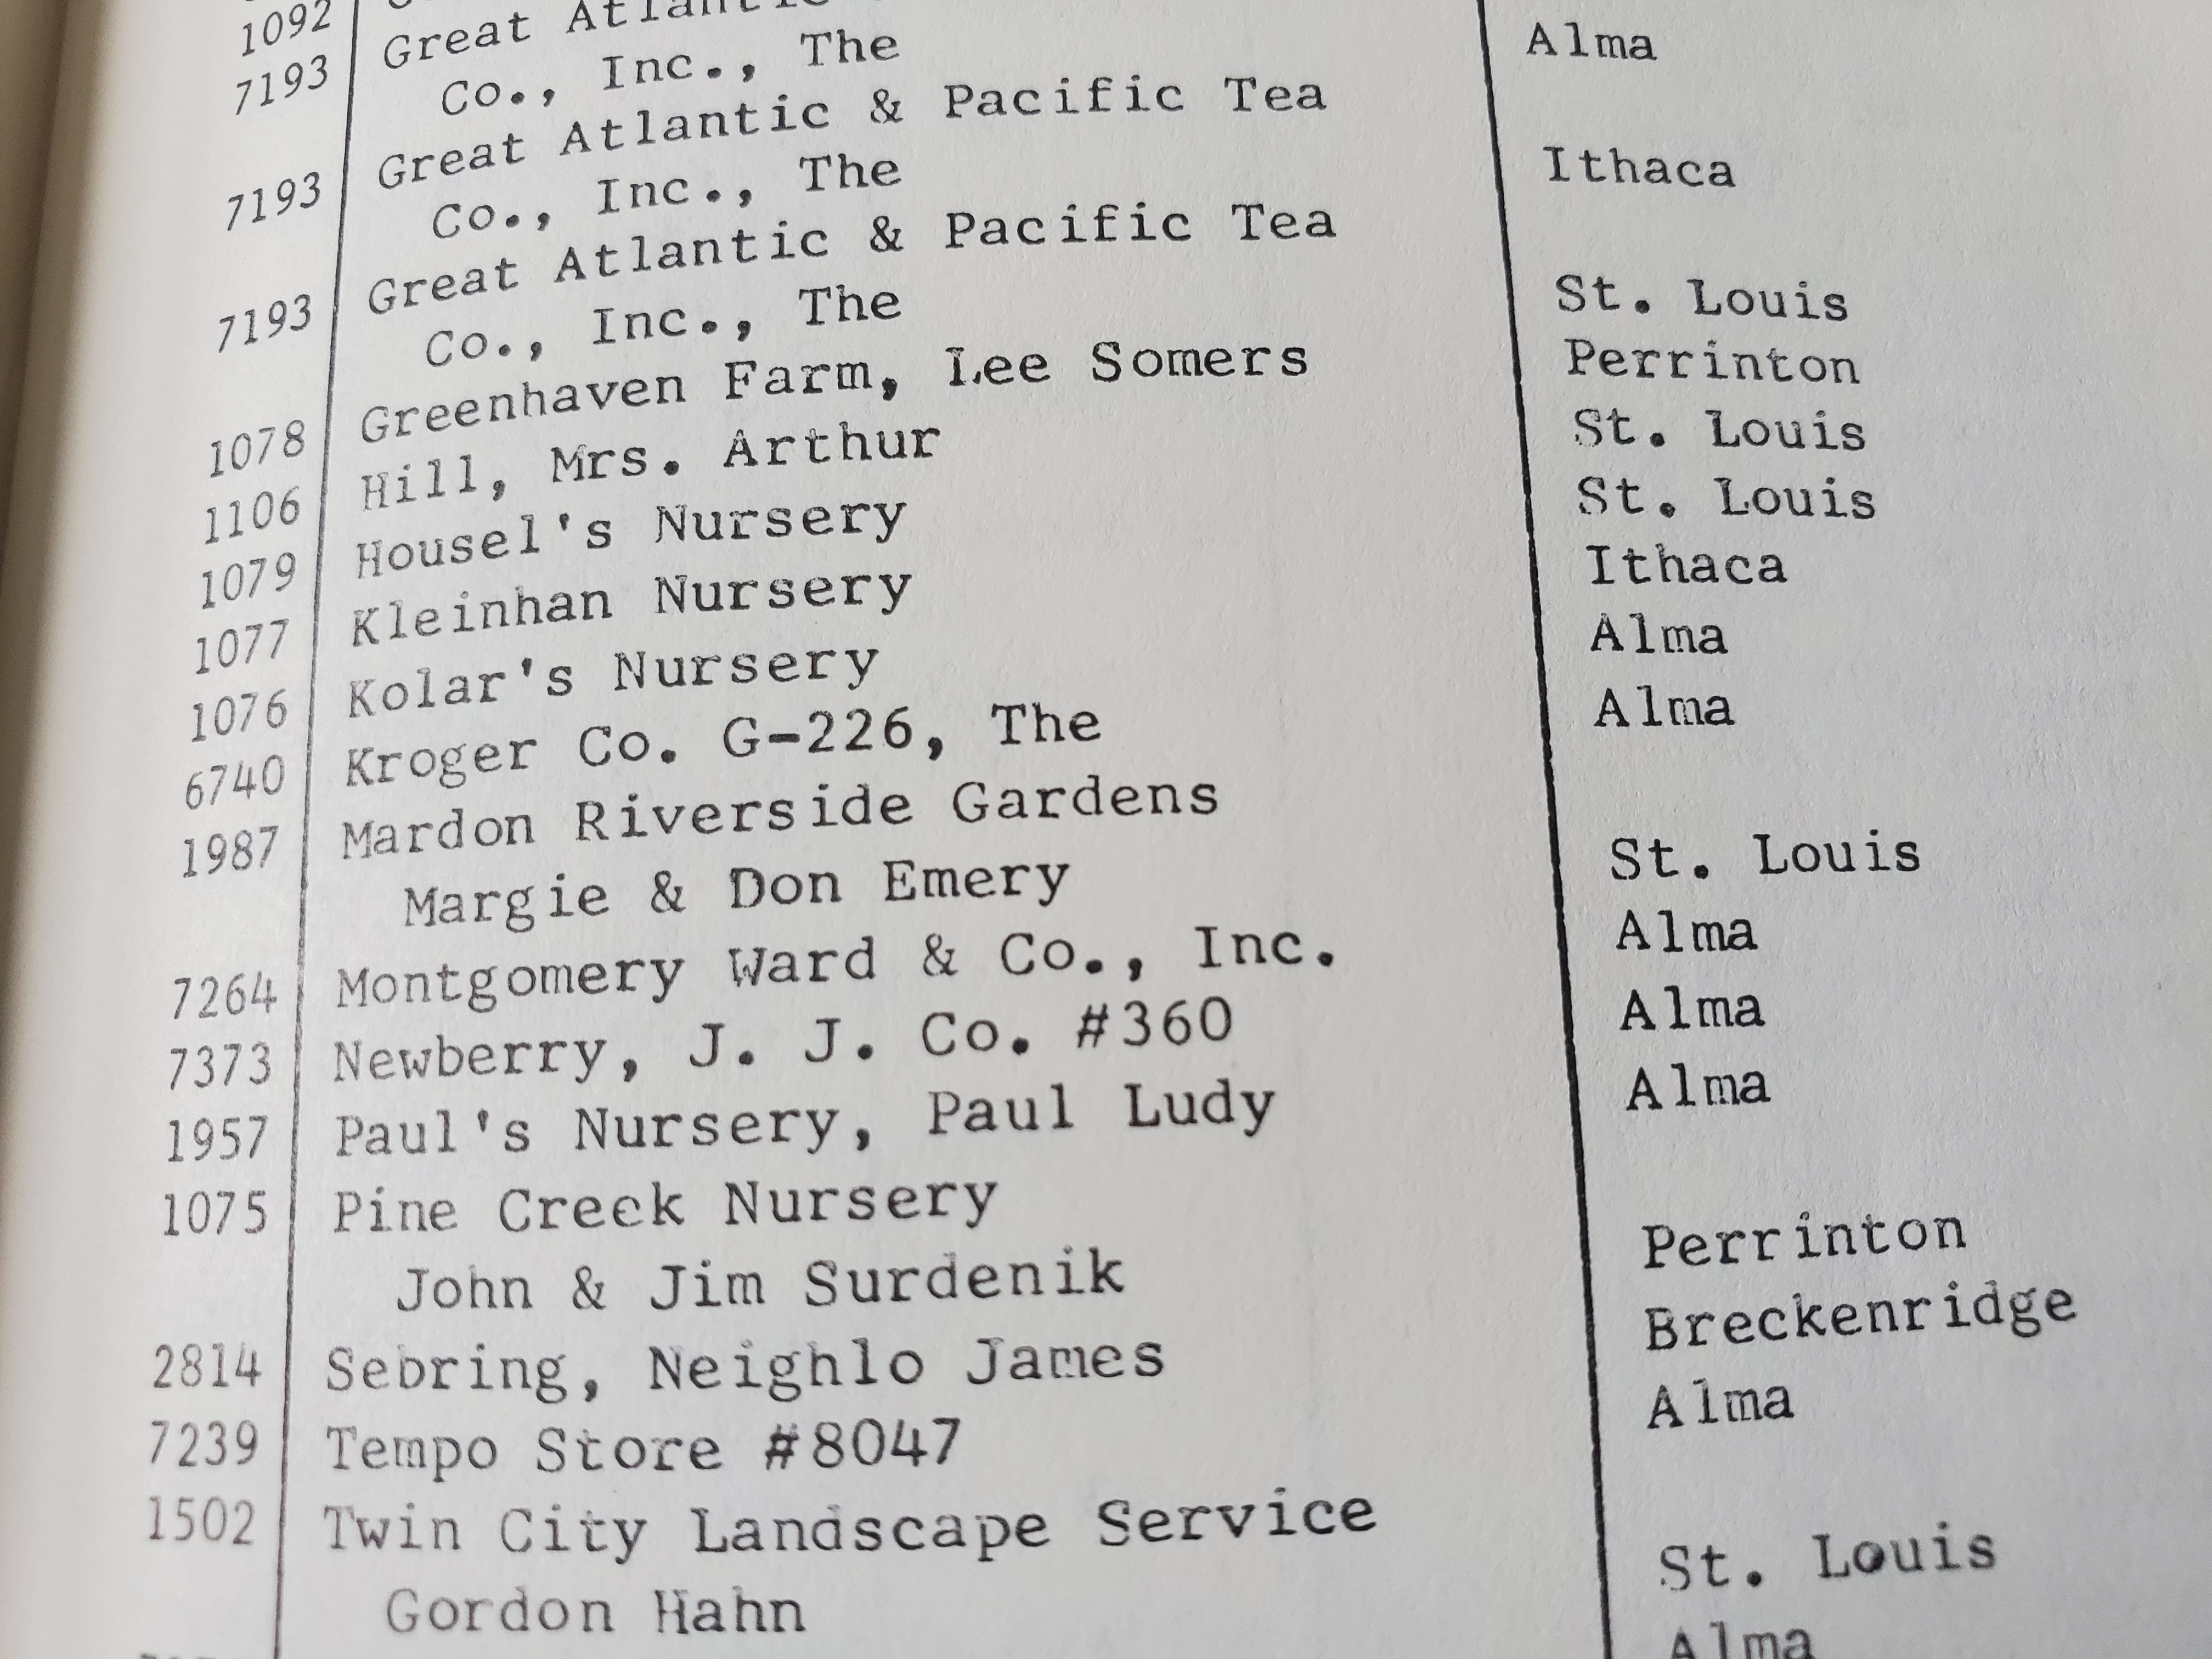 1092
7193 Great Atlantic
Co., Inc., The Alma
7193 Great Atlantic & Pacific Tea
Co., Inc., The Ithaca
7193 Great Atlantic & Pacific Tea
Co., Inc., The St. Louis
1078 Greenhaven Farm, Lee Somers Perrinton
1106 Hill, Mrs. Arthur St. Louis
1079 Housel's Nursery St. Louis
1077 Kleinhan Nursery Ithaca
1076 Kolar's Nursery Alma
6740 Kroger Co. G-226, The Alma
1987 Mardon Riverside Gardens
Margie & Don Emery St. Louis
7264 Montgomery Ward & Co., Inc. Alma
7373 Newberry, J. J. Co. #360 Alma
1957 Paul's Nursery, Paul Ludy Alma
1075 Pine Creek Nursery
John & Jim Surdenik Perrinton
2814 Sebring, Neighlo James Breckenridge
7239 Tempo Store #8047 Alma
1502 Twin City Landscape Service
Gordon Hahn St. Louis
Alma